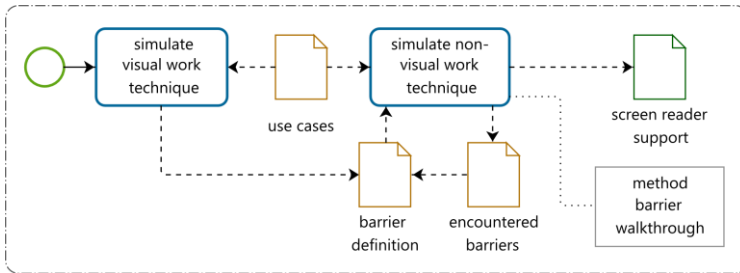 simulate
visual work
technique
use cases
simulate non-
visual work
technique
screen reader
support
barrier
definition
encountered
barriers
method
barrier
walkthrough